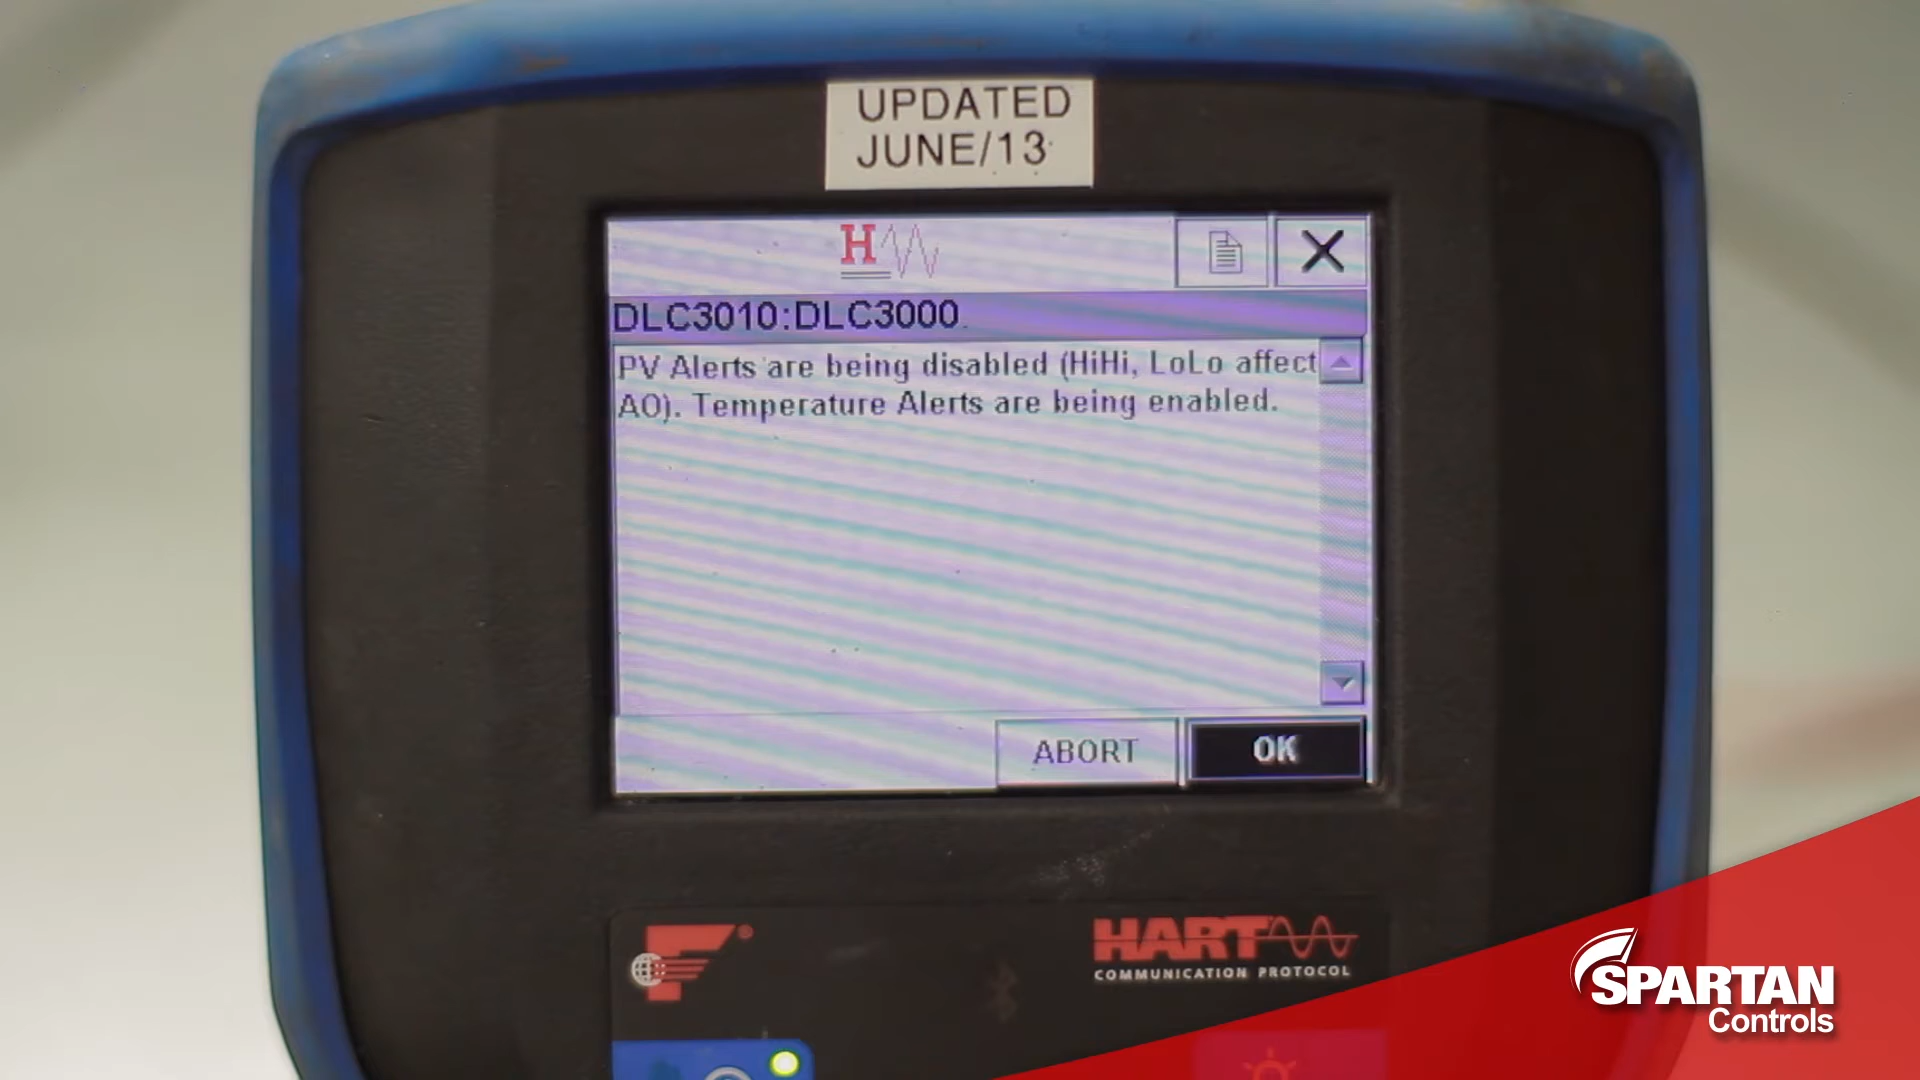 UPDATED
JUNE/13
H
DLC3010:DLC3000
PV Alerts are being disabled (HiHi, LoLo affect
AO). Temperature Alerts are being enabled.
ABORT
OK
F®
HART
COMMUNICATION PROTOCOL
SPARTAN
Controls